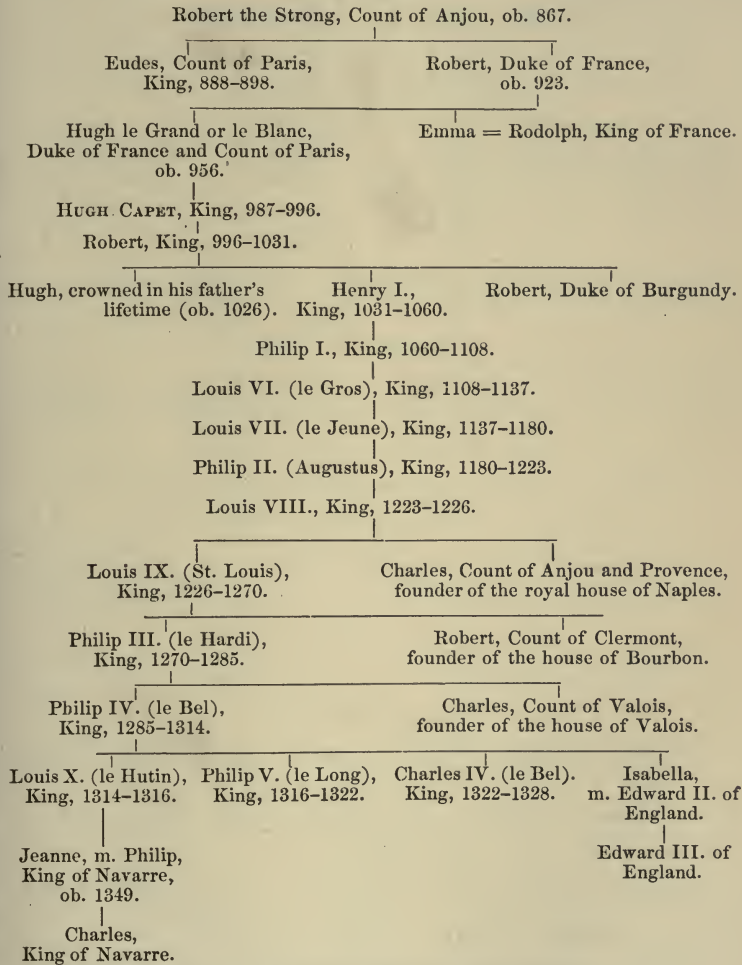 Robert the Strong, Count of Anjou, ob. 867.
Eudes, Count of Paris,
King, 888–898.
Robert, Duke of France,
ob. 923.
Hugh le Grand or le Blanc,
Duke of France and Count of Paris,
ob. 956.
Emma = Rodolph, King of France.
HUGH CAPET, King, 987–996.
Robert, King, 996–1031.
Hugh, crowned in his father's
lifetime (ob. 1026).
Henry I.,
King, 1031–1060.
Robert, Duke of Burgundy.
Philip I., King, 1060–1108.
Louis VI. (le Gros), King, 1108–1137.
Louis VII. (le Jeune), King, 1137–1180.
Philip II. (Augustus), King, 1180–1223.
Louis VIII., King, 1223–1226.
Louis IX. (St. Louis),
King, 1226–1270.
Charles, Count of Anjou and Provence,
founder of the royal house of Naples.
Philip III. (le Hardi),
King, 1270–1285.
Robert, Count of Clermont,
founder of the house of Bourbon.
Philip IV. (le Bel),
King, 1285–1314.
Charles, Count of Valois,
founder of the house of Valois.
Louis X. (le Hutin),
King, 1314–1316.
Philip V. (le Long),
King, 1316–1322.
Charles IV. (le Bel).
King, 1322–1328.
Isabella,
m. Edward II. of
England.
Jeanne, m. Philip,
King of Navarre,
ob. 1349.
Edward III. of
England.
Charles,
King of Navarre.